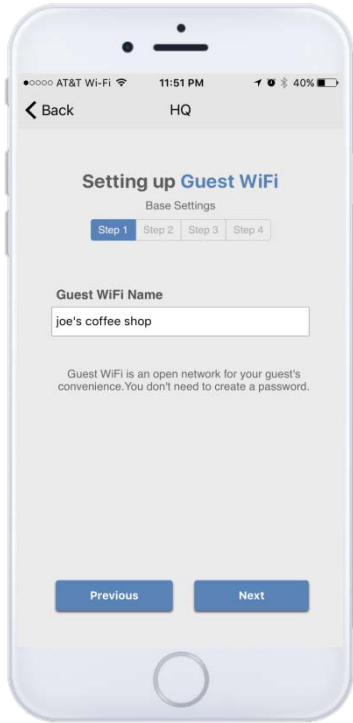 AT&T Wi-Fi 11:51 PM 40%
Back HQ
Setting up Guest WiFi
Base Settings
Step 1 Step 2 Step 3 Step 4
Guest WiFi Name
joe's coffee shop
Guest WiFi is an open network for your guest's
convenience.You don't need to create a password.
Previous Next